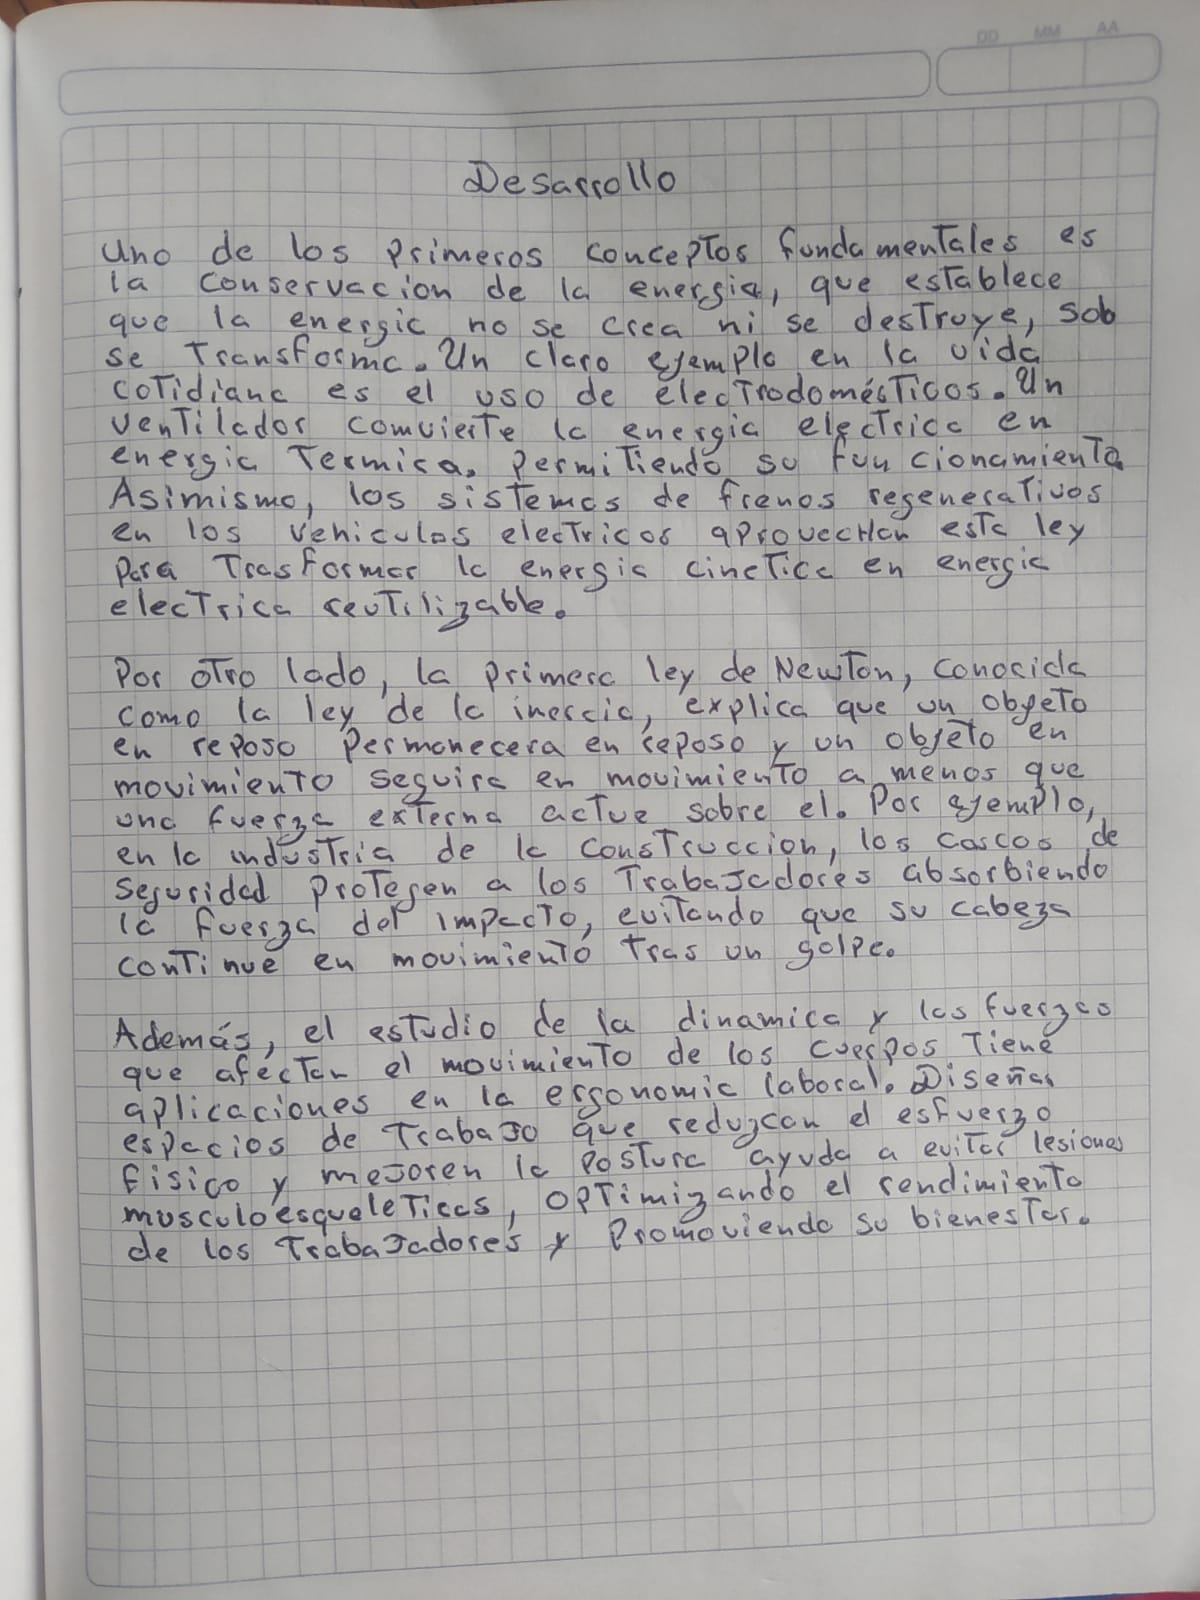 DD MM AA
Desarrollo
Uno de los primeros conceptos fundamentales es
la conservacion de la energia, que establece
que la energia no se crea ni se destruye, solo
se transforma. Un claro ejemplo en la vida
cotidiana es el uso de electrodomésticos. Un
ventilador comvierte la energia electrica en
energia termica, permitiendo su funcionamiento.
Asimismo, los sistemas de frenos regenerativos
en los vehiculos electricos aprovechan esta ley
para trasformar la energia cinetica en energia
electrica reutilizable.
Por otro lado, la primera ley de Newton, conocida
como la ley de la inercia, explica que un objeto
en reposo permanecera en reposo y un objeto en
movimiento seguira en movimiento a menos que
una fuerza externa actue sobre el. Por ejemplo,
en la industria de la construccion, los cascos de
seguridad protegen a los trabajadores absorbiendo
la fuerza del impacto, evitando que su cabeza
continue en movimiento tras un golpe.
Además, el estudio de la dinamica y las fuerzas
que afectan el movimiento de los cuerpos tiene
aplicaciones en la ergonomia laboral. Diseñar
espacios de trabajo que reduzcan el esfuerzo
fisico y mejoren la postura ayuda a evitar lesiones
musculoesqueleticas, optimizando el rendimiento
de los trabajadores y promoviendo su bienestar.